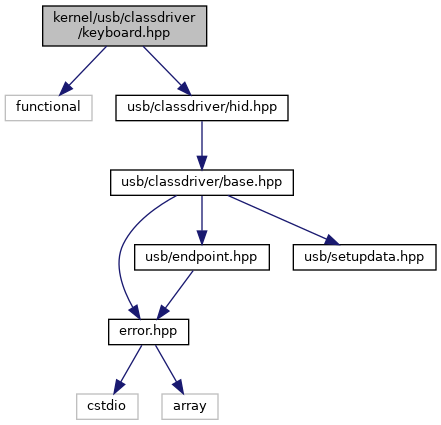 kernel/usb/classdriver
/keyboard.hpp
functional
usb/classdriver/hid.hpp
usb/classdriver/base.hpp
usb/endpoint.hpp
usb/setupdata.hpp
error.hpp
cstdio
array